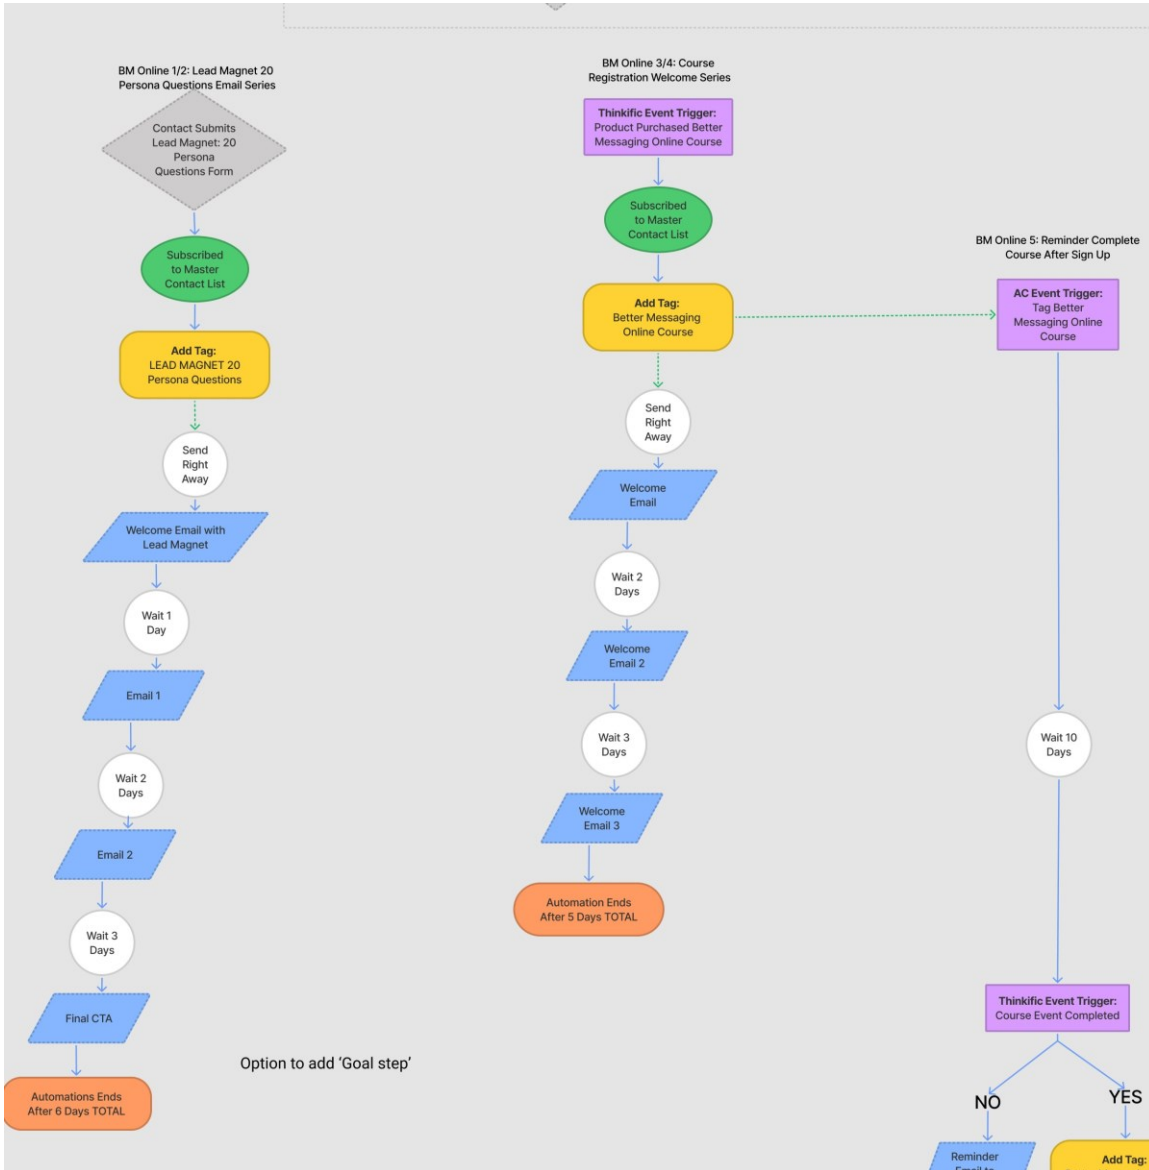 BM Online 1/2: Lead Magnet 20
Persona Questions Email Series
Contact Submits
Lead Magnet: 20
Persona
Questions Form
Subscribed
to Master
Contact List
Add Tag:
LEAD MAGNET 20
Persona Questions
Send
Right
Away
Welcome Email with
Lead Magnet
Wait 1
Day
Email 1
Wait 2
Days
Email 2
Wait 3
Days
Final CTA
Automations Ends
After 6 Days TOTAL
Option to add ‘Goal step’
BM Online 3/4: Course
Registration Welcome Series
Thinkific Event Trigger:
Product Purchased Better
Messaging Online Course
Subscribed
to Master
Contact List
Add Tag:
Better Messaging
Online Course
Send
Right
Away
Welcome
Email
Wait 2
Days
Welcome
Email 2
Wait 3
Days
Welcome
Email 3
Automation Ends
After 5 Days TOTAL
BM Online 5: Reminder Complete
Course After Sign Up
AC Event Trigger:
Tag Better
Messaging Online
Course
Wait 10
Days
Thinkific Event Trigger:
Course Event Completed
NO
YES
Reminder
Email to
Add Tag: